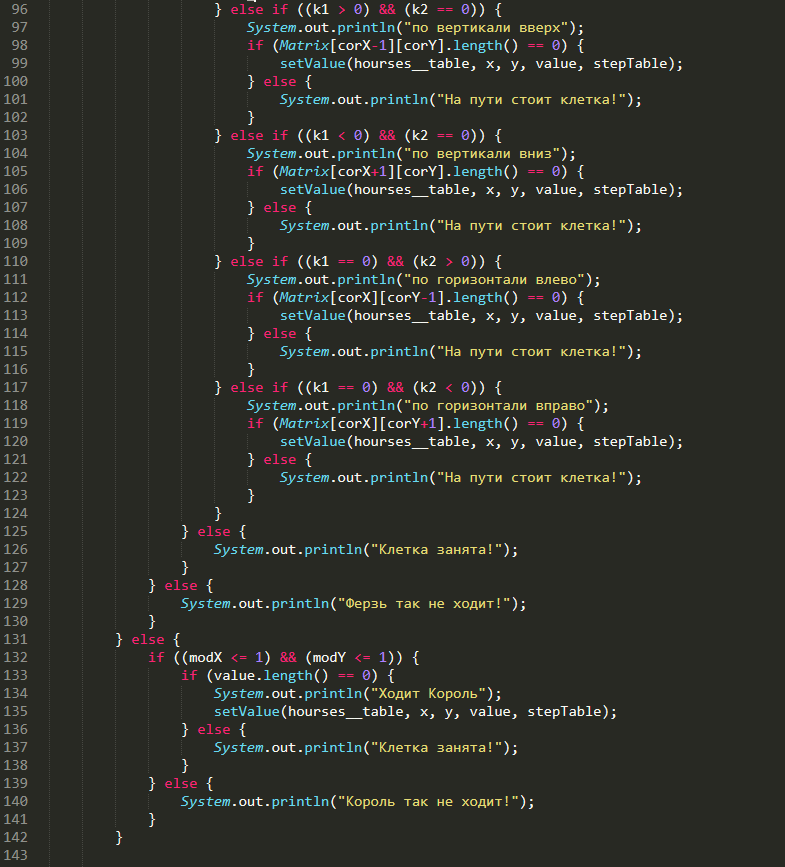 96 } else if ((k1 > 0) && (k2 == 0)) {
97 System.out.println("по вертикали вверх");
98 if (Matrix[corX-1][corY].length() == 0) {
99 setValue(hourses__table, x, y, value, stepTable);
100 } else {
101 System.out.println("На пути стоит клетка!");
102 }
103 } else if ((k1 < 0) && (k2 == 0)) {
104 System.out.println("по вертикали вниз");
105 if (Matrix[corX+1][corY].length() == 0) {
106 setValue(hourses__table, x, y, value, stepTable);
107 } else {
108 System.out.println("На пути стоит клетка!");
109 }
110 } else if ((k1 == 0) && (k2 > 0)) {
111 System.out.println("по горизонтали влево");
112 if (Matrix[corX][corY-1].length() == 0) {
113 setValue(hourses__table, x, y, value, stepTable);
114 } else {
115 System.out.println("На пути стоит клетка!");
116 }
117 } else if ((k1 == 0) && (k2 < 0)) {
118 System.out.println("по горизонтали вправо");
119 if (Matrix[corX][corY+1].length() == 0) {
120 setValue(hourses__table, x, y, value, stepTable);
121 } else {
122 System.out.println("На пути стоит клетка!");
123 }
124 }
125 } else {
126 System.out.println("Клетка занята!");
127 }
128 } else {
129 System.out.println("Ферзь так не ходит!");
130 }
131 } else {
132 if ((modX <= 1) && (modY <= 1)) {
133 if (value.length() == 0) {
134 System.out.println("Ходит Король");
135 setValue(hourses__table, x, y, value, stepTable);
136 } else {
137 System.out.println("Клетка занята!");
138 }
139 } else {
140 System.out.println("Король так не ходит!");
141 }
142 }
143